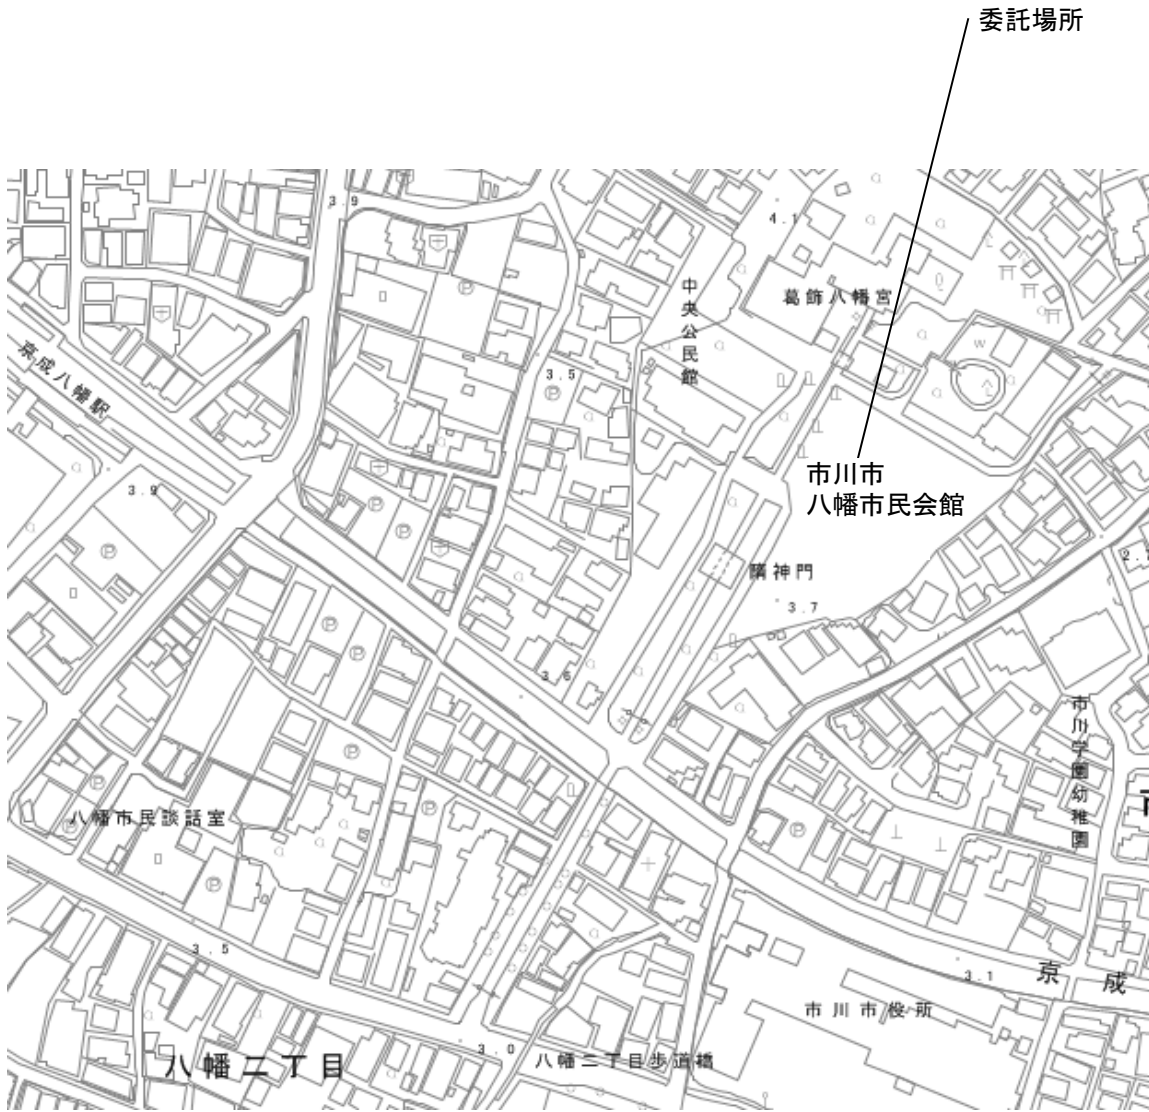 委託場所
3.9
4.1
中央公民館
葛飾八幡宮
京成八幡駅
3.5
市川市
八幡市民会館
3.9
隋神門
3.7
3.6
市川学園幼稚園
八幡市民談話室
3.5
3.1
京成
市川市役所
3.0
八幡二丁目
八幡二丁目歩道橋